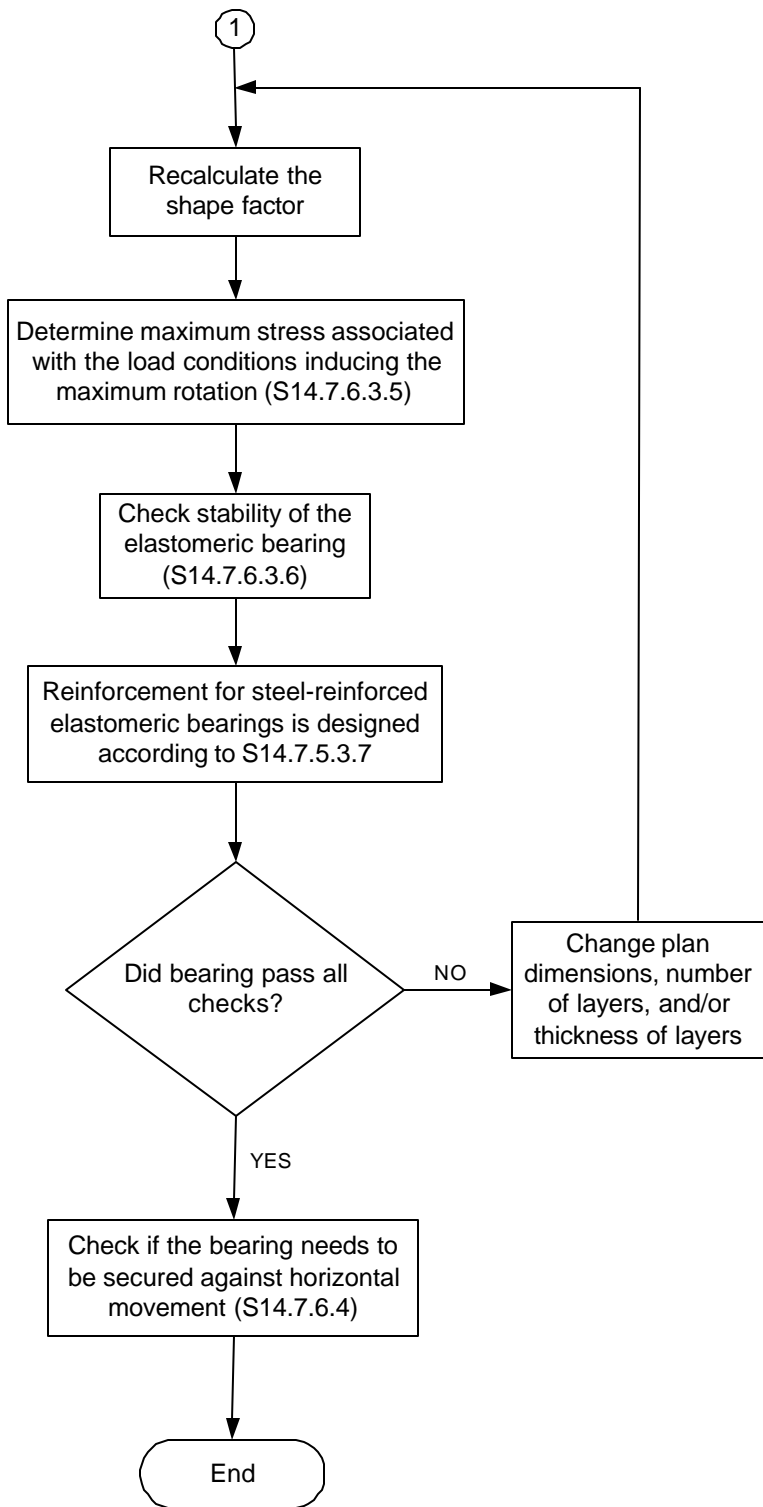 1
Recalculate the
shape factor
Determine maximum stress associated
with the load conditions inducing the
maximum rotation (S14.7.6.3.5)
Check stability of the
elastomeric bearing
(S14.7.6.3.6)
Reinforcement for steel-reinforced
elastomeric bearings is designed
according to S14.7.5.3.7
Did bearing pass all
checks?
NO
Change plan
dimensions, number
of layers, and/or
thickness of layers
YES
Check if the bearing needs to
be secured against horizontal
movement (S14.7.6.4)
End